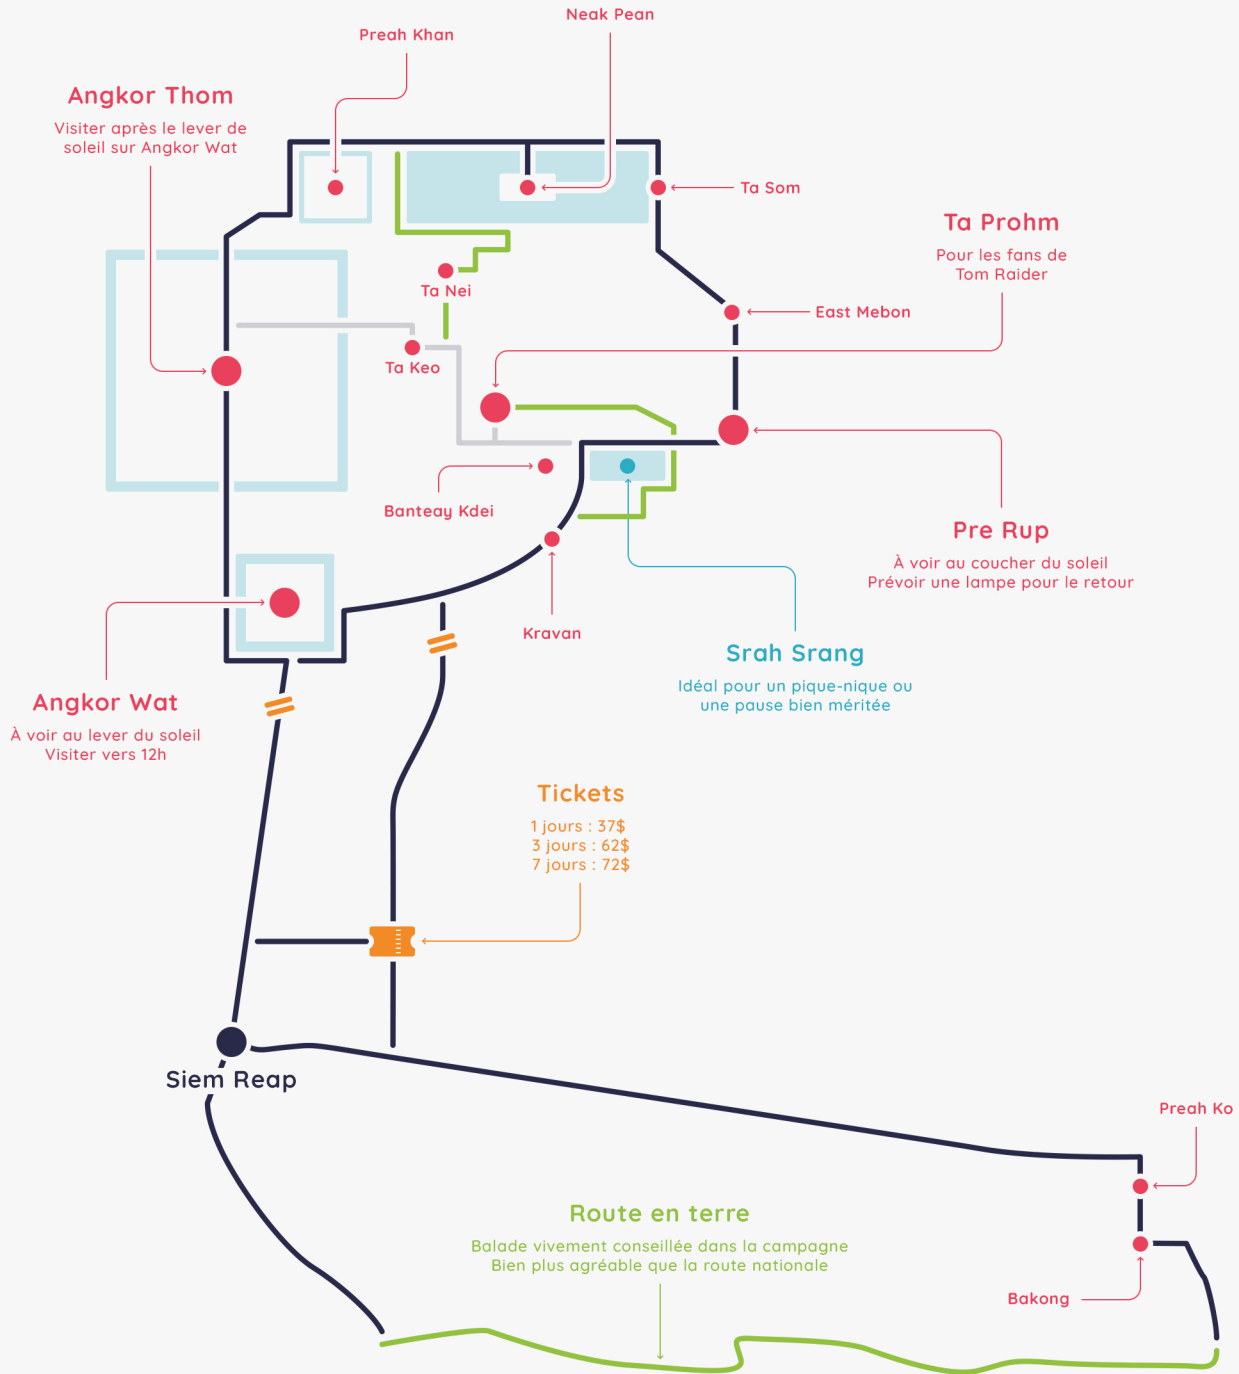 Neak Pean
Preah Khan
Angkor Thom
Visiter après le lever de
soleil sur Angkor Wat
Ta Som
Ta Prohm
Pour les fans de
Tom Raider
Ta Nei
East Mebon
Ta Keo
Banteay Kdei
Pre Rup
À voir au coucher du soleil
Prévoir une lampe pour le retour
Kravan
Srah Srang
Idéal pour un pique-nique ou
une pause bien méritée
Angkor Wat
À voir au lever du soleil
Visiter vers 12h
Tickets
1 jours : 37$
3 jours : 62$
7 jours : 72$
Siem Reap
Preah Ko
Route en terre
Balade vivement conseillée dans la campagne
Bien plus agréable que la route nationale
Bakong